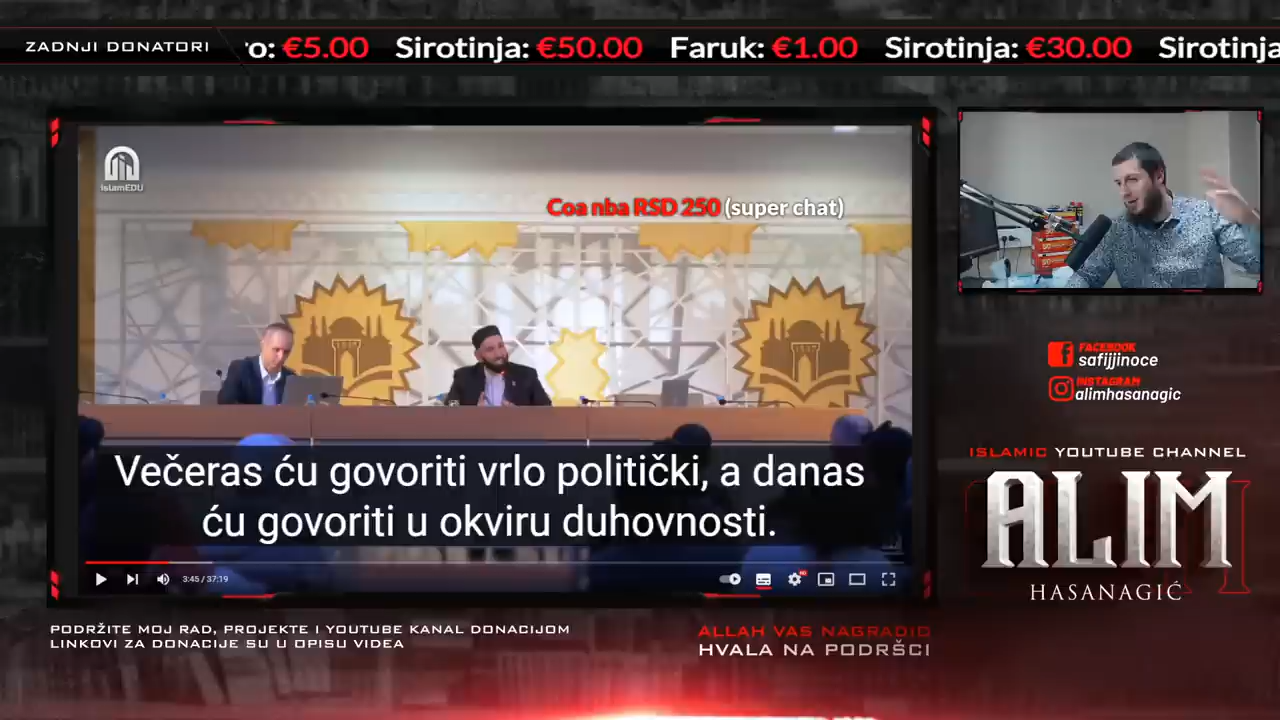 ZADNJI DONATORI
o: €5.00 Sirotinja: €50.00 Faruk: €1.00 Sirotinja: €30.00 Sirotinja
IslamEDU
Coa nba RSD 250 (super chat)
Večeras ću govoriti vrlo politički, a danas
ću govoriti u okviru duhovnosti.
3:45 / 37:19
HD
FACEBOOK
safijjinoce
INSTAGRAM
alimhasanagic
ISLAMIC YOUTUBE CHANNEL
ALIM
HASANAGIĆ
PODRŽITE MOJ RAD, PROJEKTE I YOUTUBE KANAL DONACIJOM
LINKOVI ZA DONACIJE SU U OPISU VIDEA
ALLAH VAS NAGRADIO
HVALA NA PODRŠCI